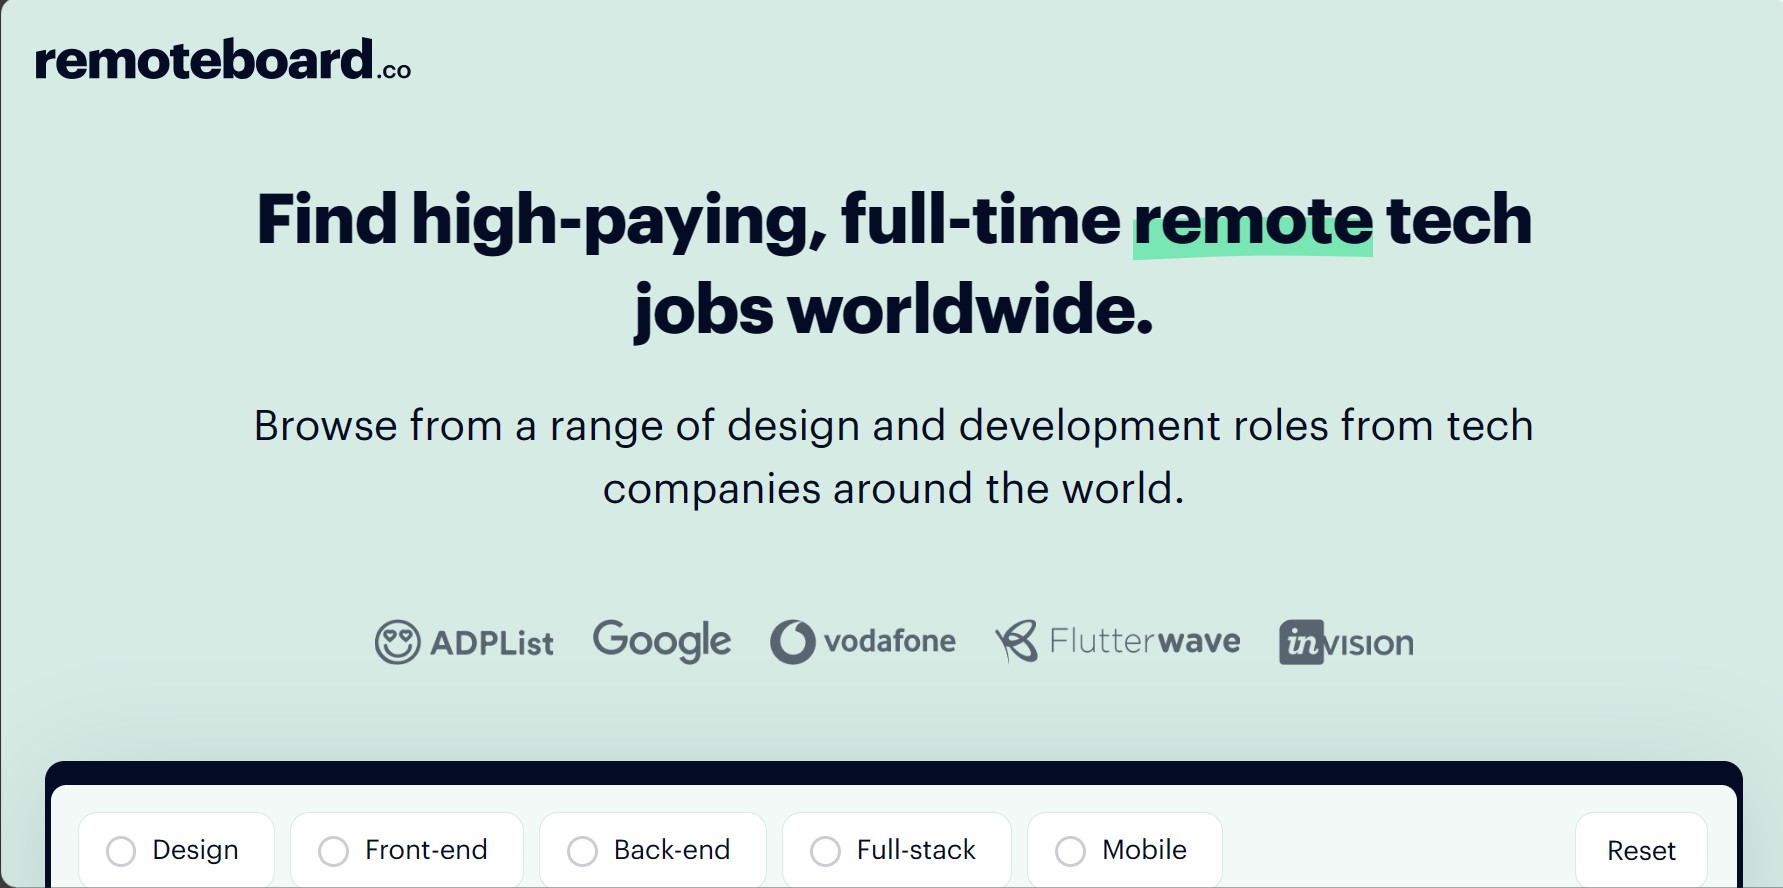 remoteboard.co
Find high-paying, full-time remote tech
jobs worldwide.
Browse from a range of design and development roles from tech
companies around the world.
ADPList Google vodafone Flutterwave invision
Design Front-end Back-end Full-stack Mobile Reset